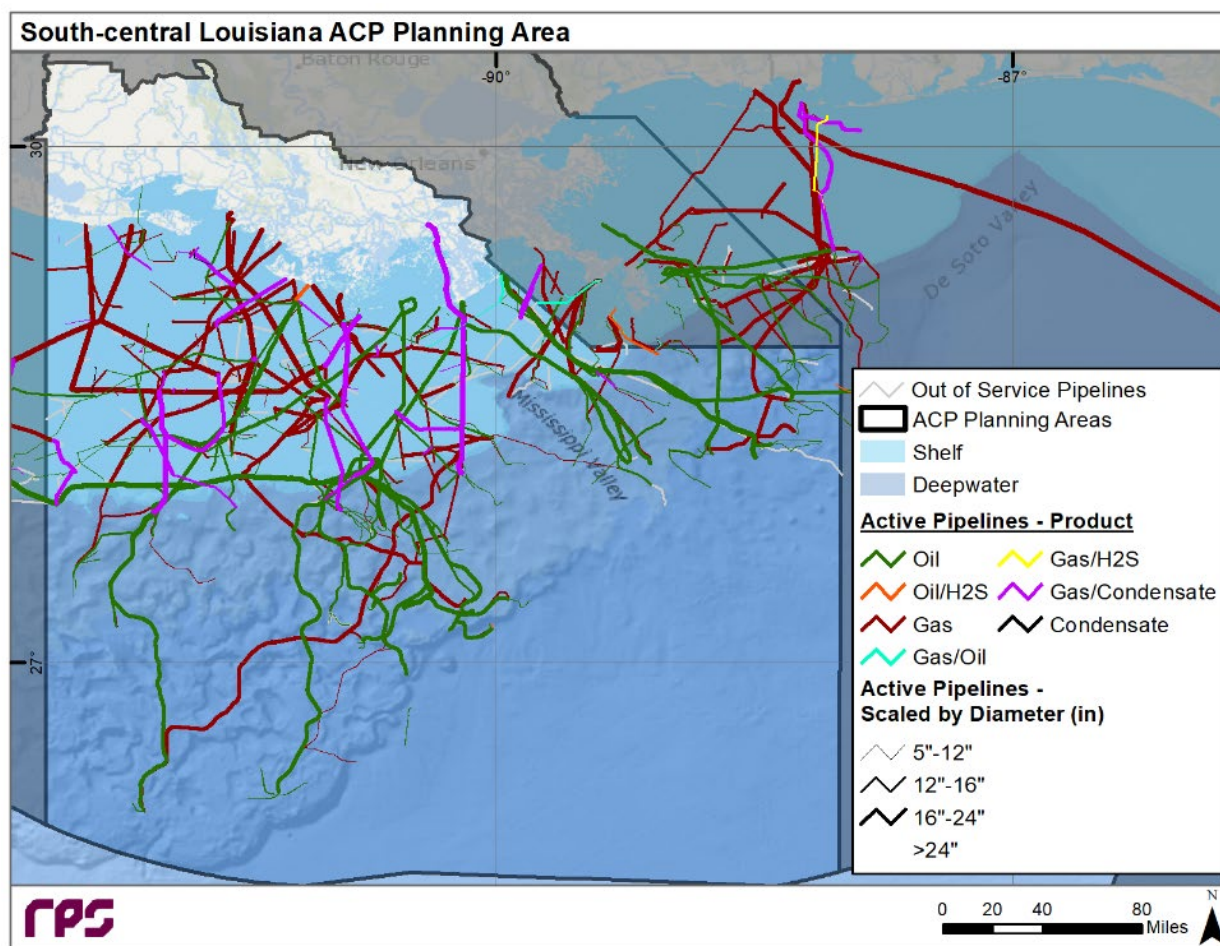 South-central Louisiana ACP Planning Area
Baton Rouge
-90°
-87°
30°
New Orleans
De Soto Valley
Mississippi Valley
27°
Out of Service Pipelines
ACP Planning Areas
Shelf
Deepwater
Active Pipelines - Product
Oil
Gas/H2S
Oil/H2S
Gas/Condensate
Gas
Condensate
Gas/Oil
Active Pipelines -
Scaled by Diameter (in)
5"-12"
12"-16"
16"-24"
>24"
rps
0 20 40 80
Miles
N